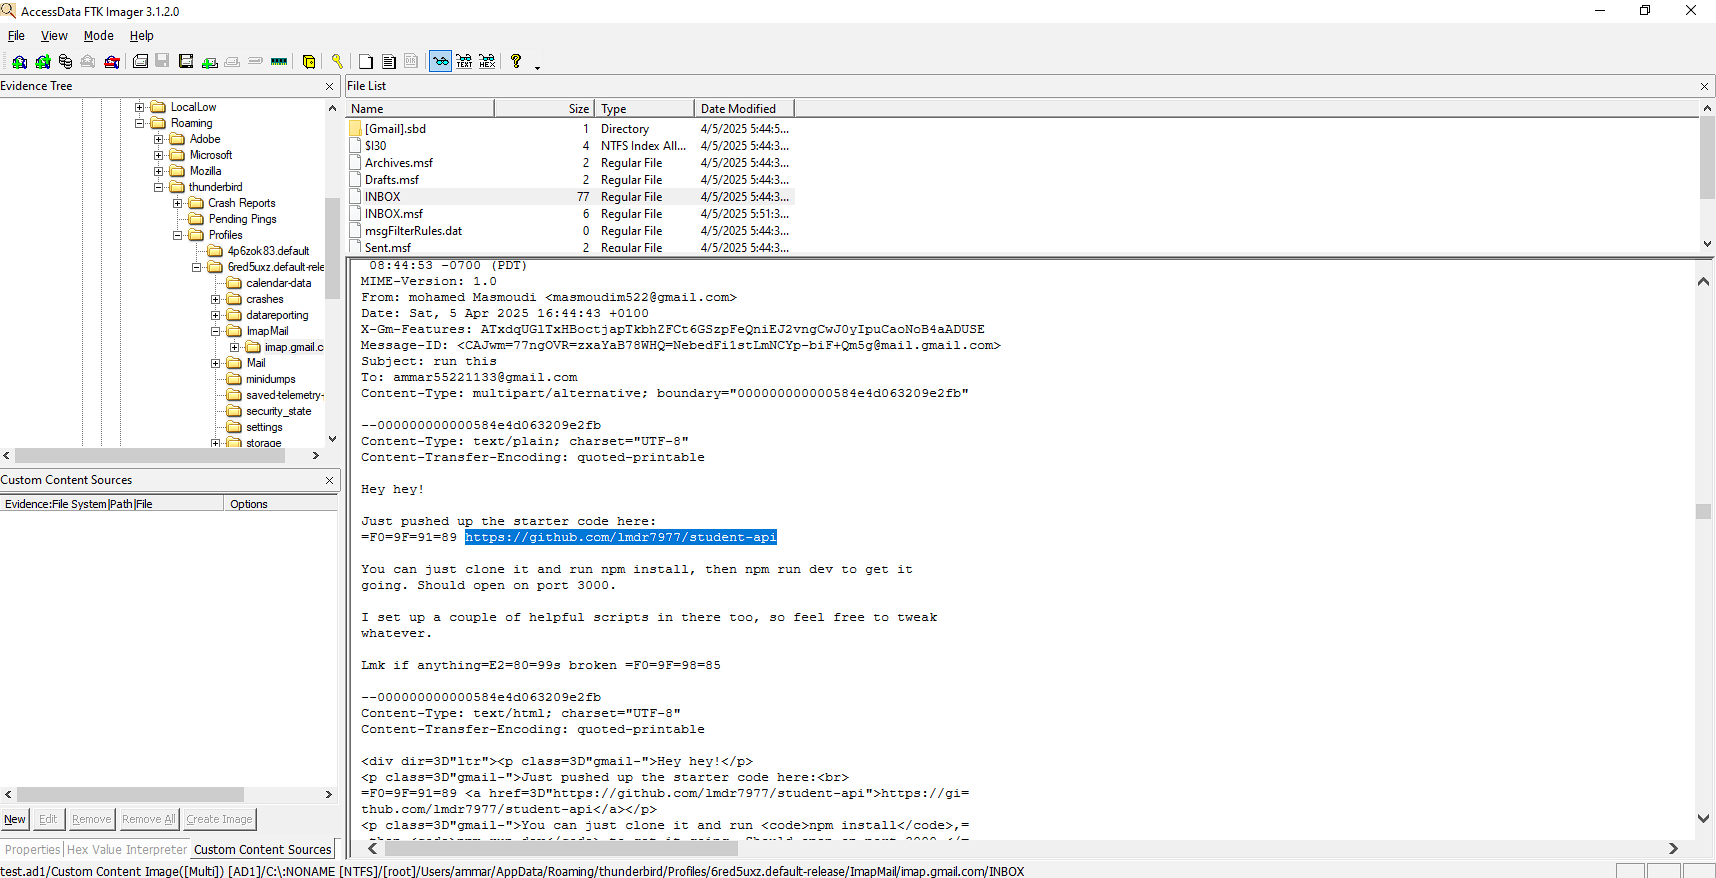 AccessData FTK Imager 3.1.2.0
File View Mode Help
Evidence Tree
LocalLow
Roaming
Adobe
Microsoft
Mozilla
thunderbird
Crash Reports
Pending Pings
Profiles
4p6zok83.default
6red5uxz.default-rele
calendar-data
crashes
datareporting
ImapMail
imap.gmail.c
Mail
minidumps
saved-telemetry-
security_state
settings
storage
Custom Content Sources
Evidence:File System|Path|File Options
New Edit Remove Remove All Create Image
Properties Hex Value Interpreter Custom Content Sources
File List
Name Size Type Date Modified
[Gmail].sbd 1 Directory 4/5/2025 5:44:5...
$I30 4 NTFS Index All... 4/5/2025 5:44:3...
Archives.msf 2 Regular File 4/5/2025 5:44:3...
Drafts.msf 2 Regular File 4/5/2025 5:44:3...
INBOX 77 Regular File 4/5/2025 5:44:3...
INBOX.msf 6 Regular File 4/5/2025 5:51:3...
msgFilterRules.dat 0 Regular File 4/5/2025 5:44:3...
Sent.msf 2 Regular File 4/5/2025 5:44:3...
08:44:53 -0700 (PDT)
MIME-Version: 1.0
From: mohamed Masmoudi <masmoudim522@gmail.com>
Date: Sat, 5 Apr 2025 16:44:43 +0100
X-Gm-Features: ATxdqUGlTxHBoctjapTkbhZFCt6GSzpFeQniEJ2vngCwJ0yIpuCaoNoB4aADUSE
Message-ID: <CAJwm=77ngOVR=zxaYaB78WHQ=NebedFi1stLmNCYp-biF+Qm5g@mail.gmail.com>
Subject: run this
To: ammar55221133@gmail.com
Content-Type: multipart/alternative; boundary="000000000000584e4d063209e2fb"
--000000000000584e4d063209e2fb
Content-Type: text/plain; charset="UTF-8"
Content-Transfer-Encoding: quoted-printable
Hey hey!
Just pushed up the starter code here:
=F0=9F=91=89 https://github.com/lmdr7977/student-api
You can just clone it and run npm install, then npm run dev to get it
going. Should open on port 3000.
I set up a couple of helpful scripts in there too, so feel free to tweak
whatever.
Lmk if anything=E2=80=99s broken =F0=9F=98=85
--000000000000584e4d063209e2fb
Content-Type: text/html; charset="UTF-8"
Content-Transfer-Encoding: quoted-printable
<div dir=3D"ltr"><p class=3D"gmail-">Hey hey!</p>
<p class=3D"gmail-">Just pushed up the starter code here:<br>
=F0=9F=91=89 <a href=3D"https://github.com/lmdr7977/student-api">https://gi=
thub.com/lmdr7977/student-api</a></p>
<p class=3D"gmail-">You can just clone it and run <code>npm install</code>,=
test.ad1/Custom Content Image([Multi]) [AD1]/C:\:NONAME [NTFS]/[root]/Users/ammar/AppData/Roaming/thunderbird/Profiles/6red5uxz.default-release/ImapMail/imap.gmail.com/INBOX